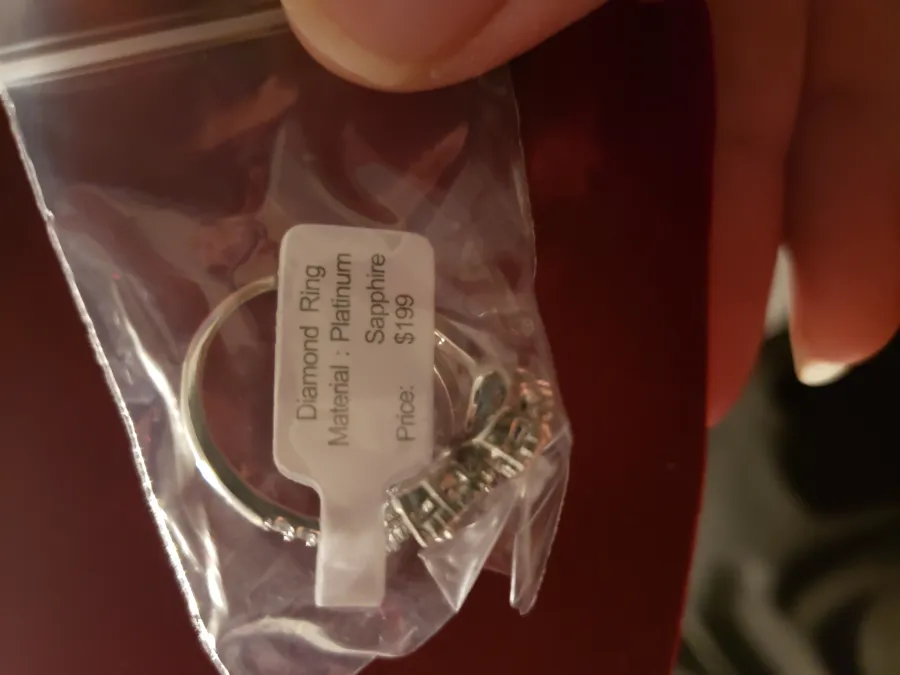 Diamond Ring
Material : Platinum
Sapphire
Price: $199